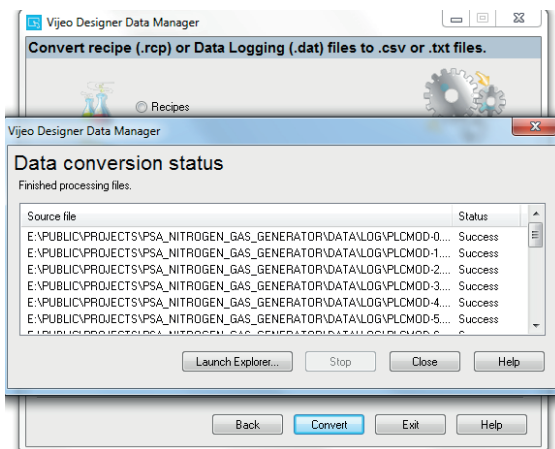 Vijeo Designer Data Manager
Convert recipe (.rcp) or Data Logging (.dat) files to .csv or .txt files.
Recipes
Vijeo Designer Data Manager
Data conversion status
Finished processing files.
Source file Status
E:\PUBLIC\PROJECTS\PSA_NITROGEN_GAS_GENERATOR\DATA\LOG\PLCMOD-0.... Success
E:\PUBLIC\PROJECTS\PSA_NITROGEN_GAS_GENERATOR\DATA\LOG\PLCMOD-1.... Success
E:\PUBLIC\PROJECTS\PSA_NITROGEN_GAS_GENERATOR\DATA\LOG\PLCMOD-2.... Success
E:\PUBLIC\PROJECTS\PSA_NITROGEN_GAS_GENERATOR\DATA\LOG\PLCMOD-3.... Success
E:\PUBLIC\PROJECTS\PSA_NITROGEN_GAS_GENERATOR\DATA\LOG\PLCMOD-4.... Success
E:\PUBLIC\PROJECTS\PSA_NITROGEN_GAS_GENERATOR\DATA\LOG\PLCMOD-5.... Success
Launch Explorer... Stop Close Help
Back Convert Exit Help